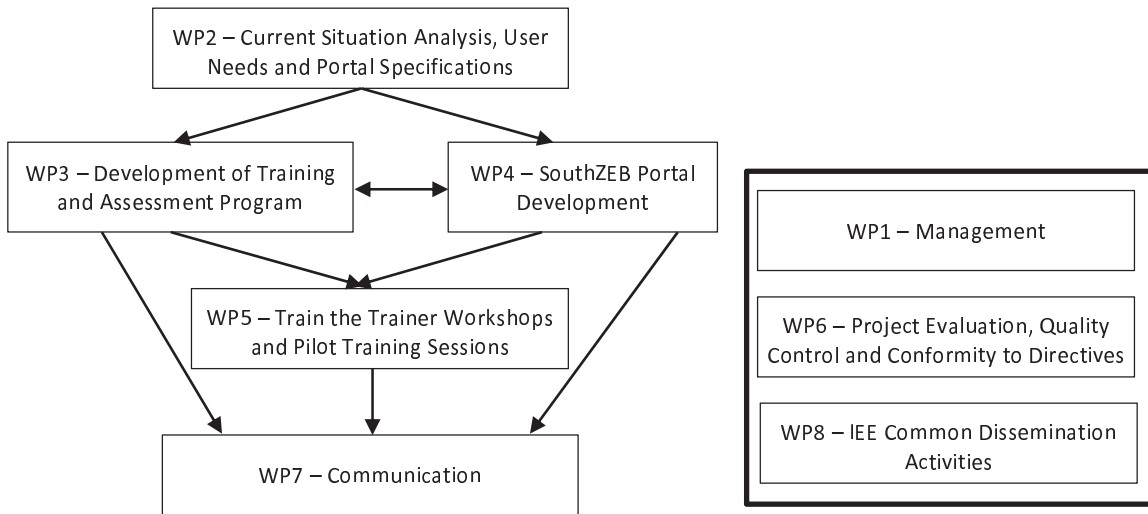 WP2 – Current Situation Analysis, User
Needs and Portal Specifications
WP3 – Development of Training
and Assessment Program
WP4 – SouthZEB Portal
Development
WP5 – Train the Trainer Workshops
and Pilot Training Sessions
WP7 – Communication
WP1 – Management
WP6 – Project Evaluation, Quality
Control and Conformity to Directives
WP8 – IEE Common Dissemination
Activities